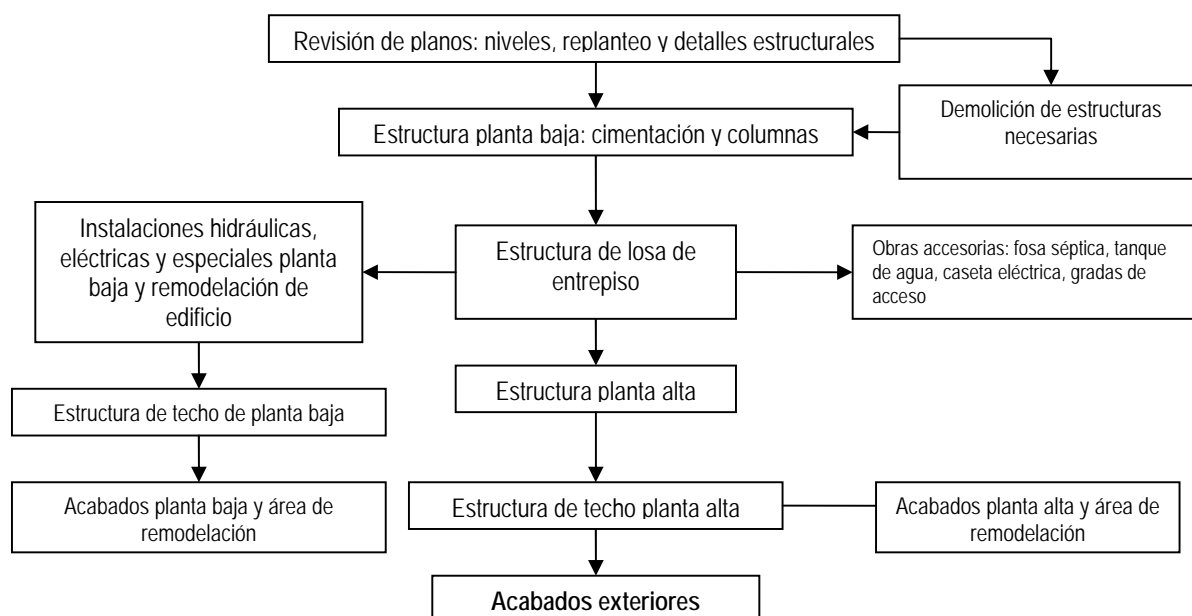 Revisión de planos: niveles, replanteo y detalles estructurales
Demolición de estructuras
necesarias
Estructura planta baja: cimentación y columnas
Instalaciones hidráulicas,
eléctricas y especiales planta
baja y remodelación de
edificio
Estructura de losa de
entrepiso
Obras accesorias: fosa séptica, tanque
de agua, caseta eléctrica, gradas de
acceso
Estructura planta alta
Estructura de techo de planta baja
Acabados planta baja y área de
remodelación
Estructura de techo planta alta
Acabados planta alta y área de
remodelación
Acabados exteriores